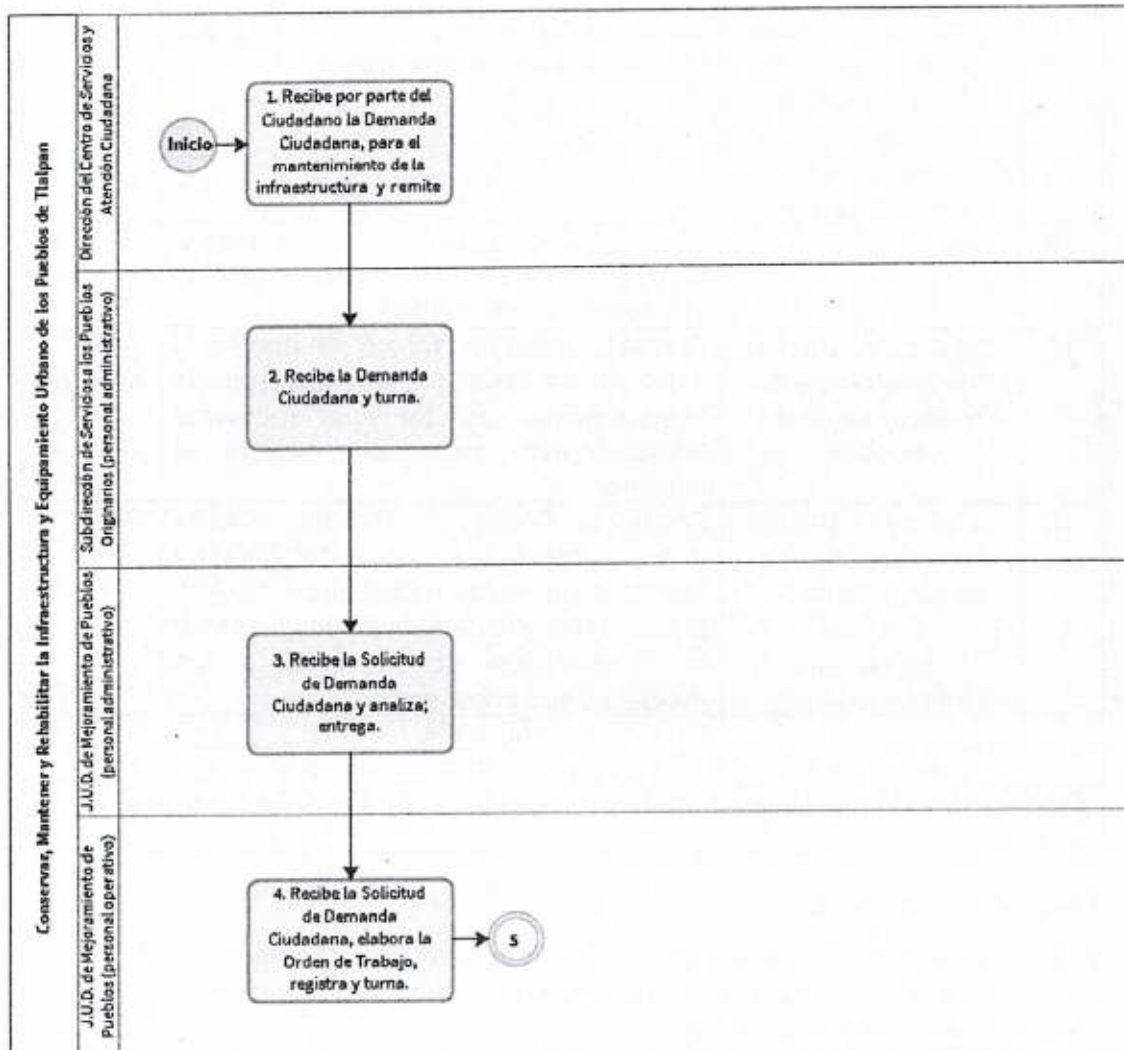 Conservar, Mantener y Rehabilitar la Infraestructura y Equipamiento Urbano de los Pueblos de Tlalpan
Dirección del Centro de Servicios y
Atención Ciudadana
Inicio
1. Recibe por parte del
Ciudadano la Demanda
Ciudadana, para el
mantenimiento de la
infraestructura y remite
Subdirección de Servicios a los Pueblos
Originarios (personal administrativo)
2. Recibe la Demanda
Ciudadana y turna.
J.U.D. de Mejoramiento de Pueblos
(personal administrativo)
3. Recibe la Solicitud
de Demanda
Ciudadana y analiza;
entrega.
J.U.D. de Mejoramiento de
Pueblos (personal operativo)
4. Recibe la Solicitud
de Demanda
Ciudadana, elabora la
Orden de Trabajo,
registra y turna.
5